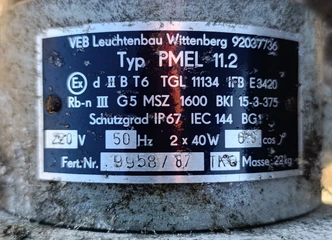 VEB Leuchtenbau Wittenberg 92037736
Typ PMEL 11.2
Ex d II B T6 TGL 11134 IFB E3420
Rb-n III G5 MSZ 1600 BKI 15-3-375
Schutzgrad IP67 IEC 144 BG1
220 V 50 Hz 2 x 40W cos φ
Fert.Nr. 9958/87 TKO Masse: 22kg